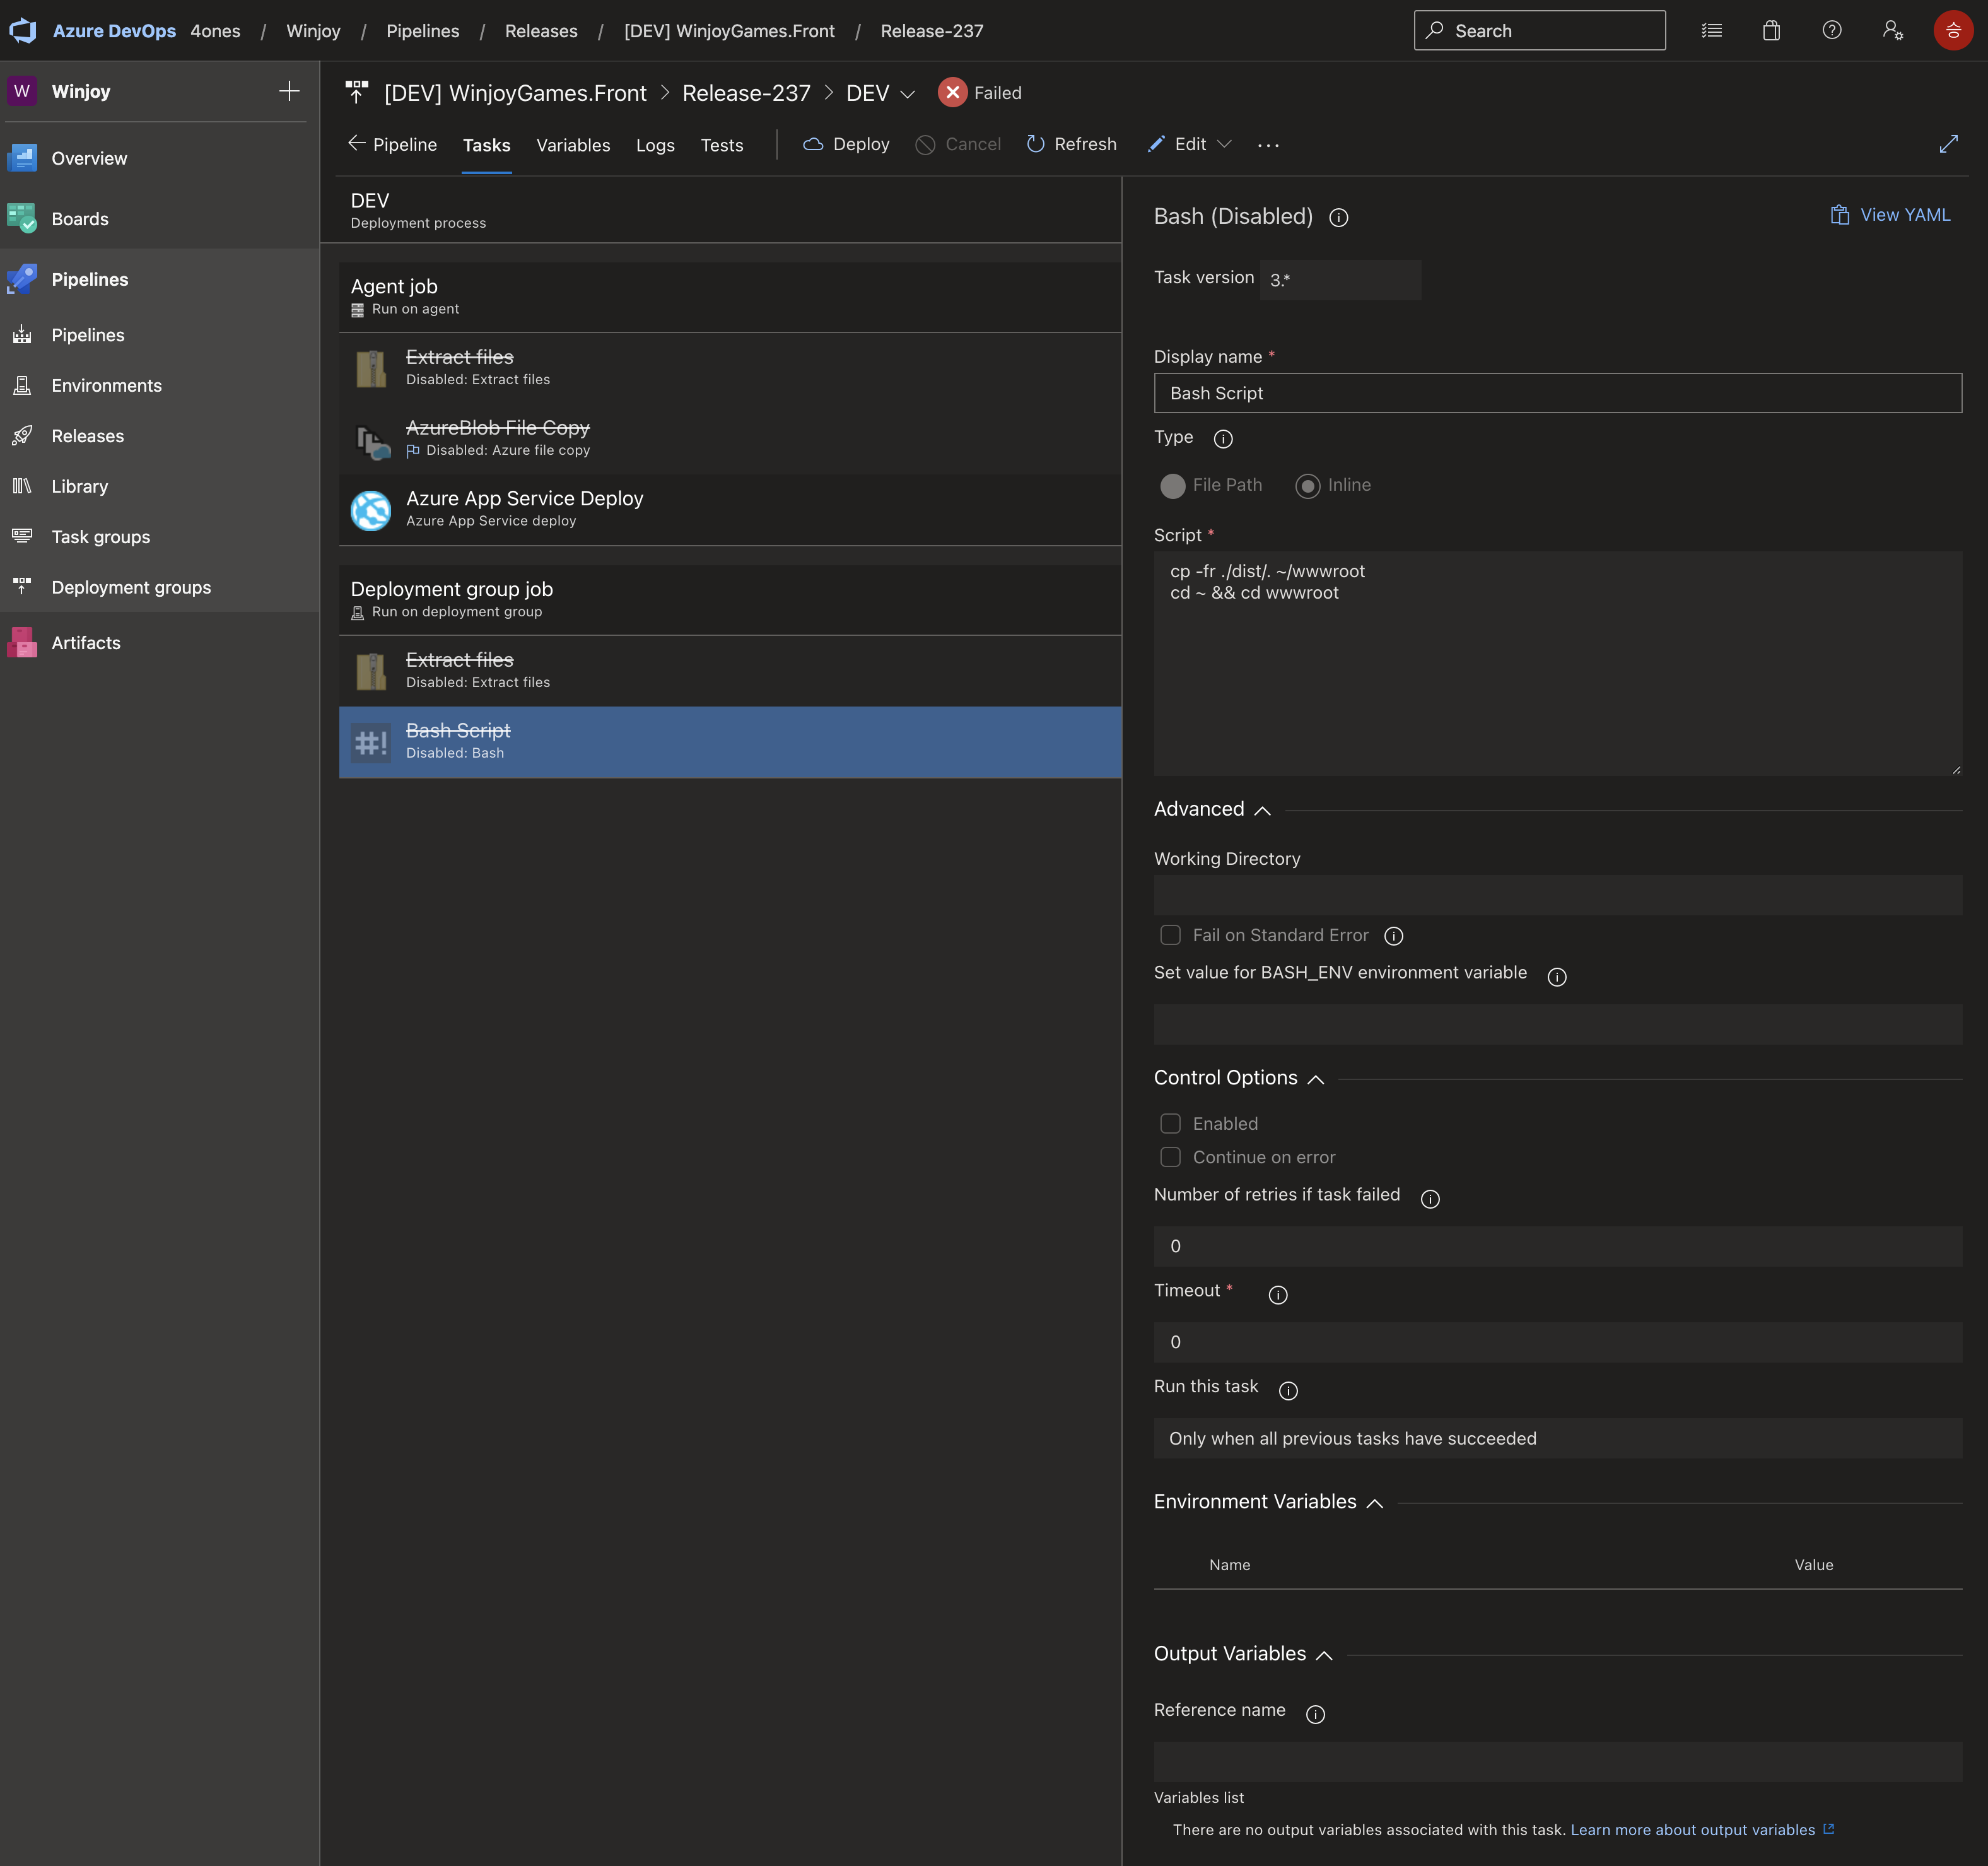 Azure DevOps 4ones / Winjoy / Pipelines / Releases / [DEV] WinjoyGames.Front / Release-237
Search
승
W Winjoy
Overview
Boards
Pipelines
Pipelines
Environments
Releases
Library
Task groups
Deployment groups
Artifacts
[DEV] WinjoyGames.Front > Release-237 > DEV Failed
Pipeline Tasks Variables Logs Tests Deploy Cancel Refresh Edit ...
DEV
Deployment process
Agent job
Run on agent
Extract files
Disabled: Extract files
AzureBlob File Copy
Disabled: Azure file copy
Azure App Service Deploy
Azure App Service deploy
Deployment group job
Run on deployment group
Extract files
Disabled: Extract files
#! Bash Script
Disabled: Bash
Bash (Disabled)
View YAML
Task version 3.*
Display name *
Bash Script
Type
File Path Inline
Script *
cp -fr ./dist/. ~/wwwroot
cd ~ && cd wwwroot
Advanced
Working Directory
Fail on Standard Error
Set value for BASH_ENV environment variable
Control Options
Enabled
Continue on error
Number of retries if task failed
0
Timeout *
0
Run this task
Only when all previous tasks have succeeded
Environment Variables
Name Value
Output Variables
Reference name
Variables list
There are no output variables associated with this task. Learn more about output variables